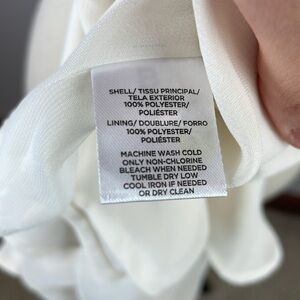 SHELL/ TISSU PRINCIPAL/
TELA EXTERIOR
100% POLYESTER/
POLIÉSTER
LINING/ DOUBLURE/ FORRO
100% POLYESTER/
POLIÉSTER
MACHINE WASH COLD
ONLY NON-CHLORINE
BLEACH WHEN NEEDED
TUMBLE DRY LOW
COOL IRON IF NEEDED
OR DRY CLEAN